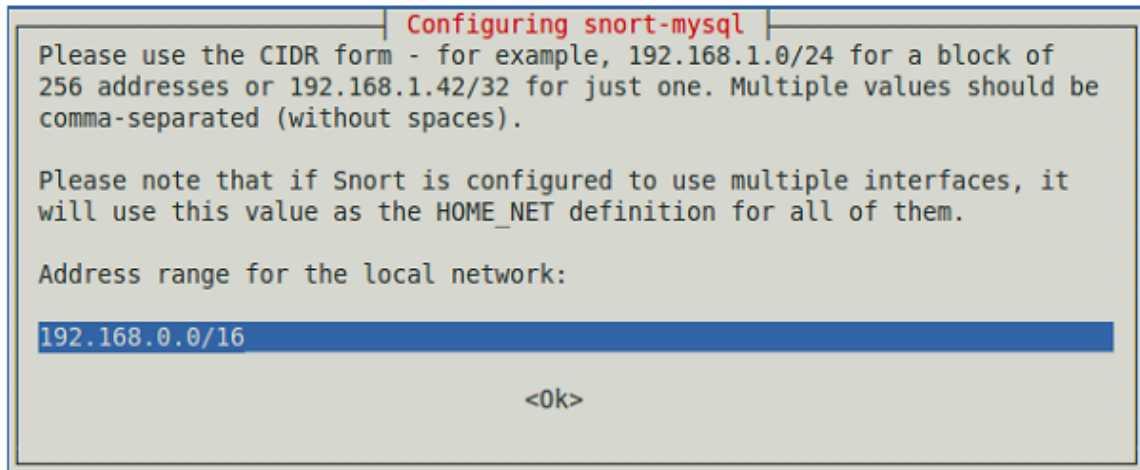 Configuring snort-mysql
Please use the CIDR form - for example, 192.168.1.0/24 for a block of
256 addresses or 192.168.1.42/32 for just one. Multiple values should be
comma-separated (without spaces).
Please note that if Snort is configured to use multiple interfaces, it
will use this value as the HOME_NET definition for all of them.
Address range for the local network:
192.168.0.0/16
<Ok>